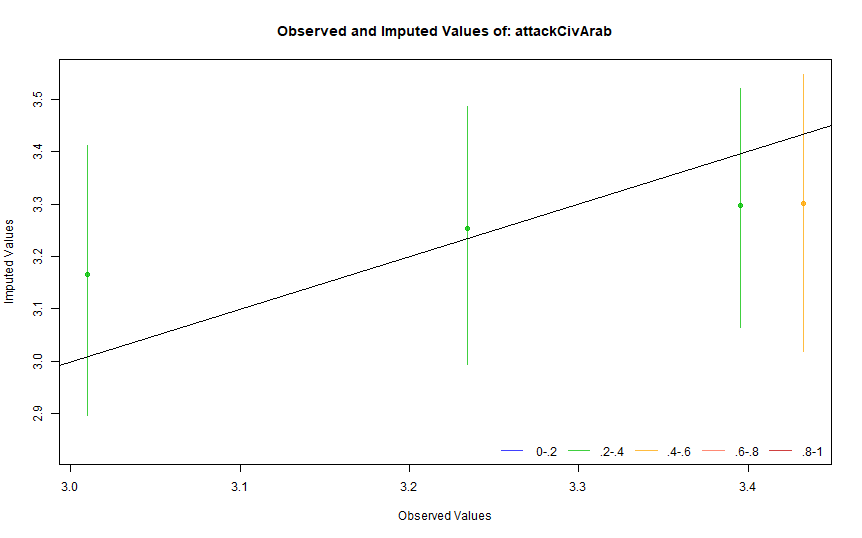 Observed and Imputed Values of: attackCivArab
Imputed Values
3.5
3.4
3.3
3.2
3.1
3.0
2.9
0-.2 .2-.4 .4-.6 .6-.8 .8-1
3.0 3.1 3.2 3.3 3.4
Observed Values